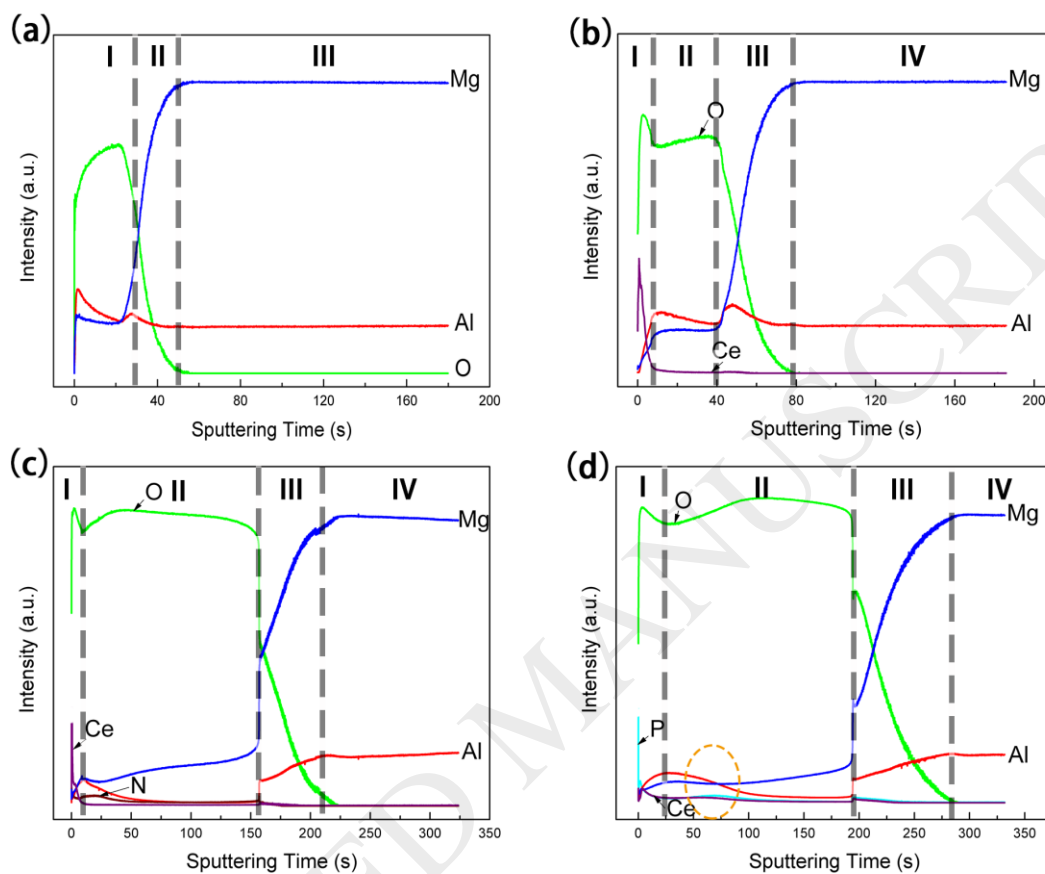 (a)
I II III
Mg
Al
O
Intensity (a.u.)
0 40 80 120 160 200
Sputtering Time (s)
(b)
I II III IV
O
Mg
Al
Ce
Intensity (a.u.)
0 40 80 120 160 200
Sputtering Time (s)
(c)
I II III IV
O
Mg
Ce
N
Al
Intensity (a.u.)
0 50 100 150 200 250 300 350
Sputtering Time (s)
(d)
I II III IV
O
Mg
P
Ce
Al
Intensity (a.u.)
0 50 100 150 200 250 300 350
Sputtering Time (s)
ED MANUSCRIP